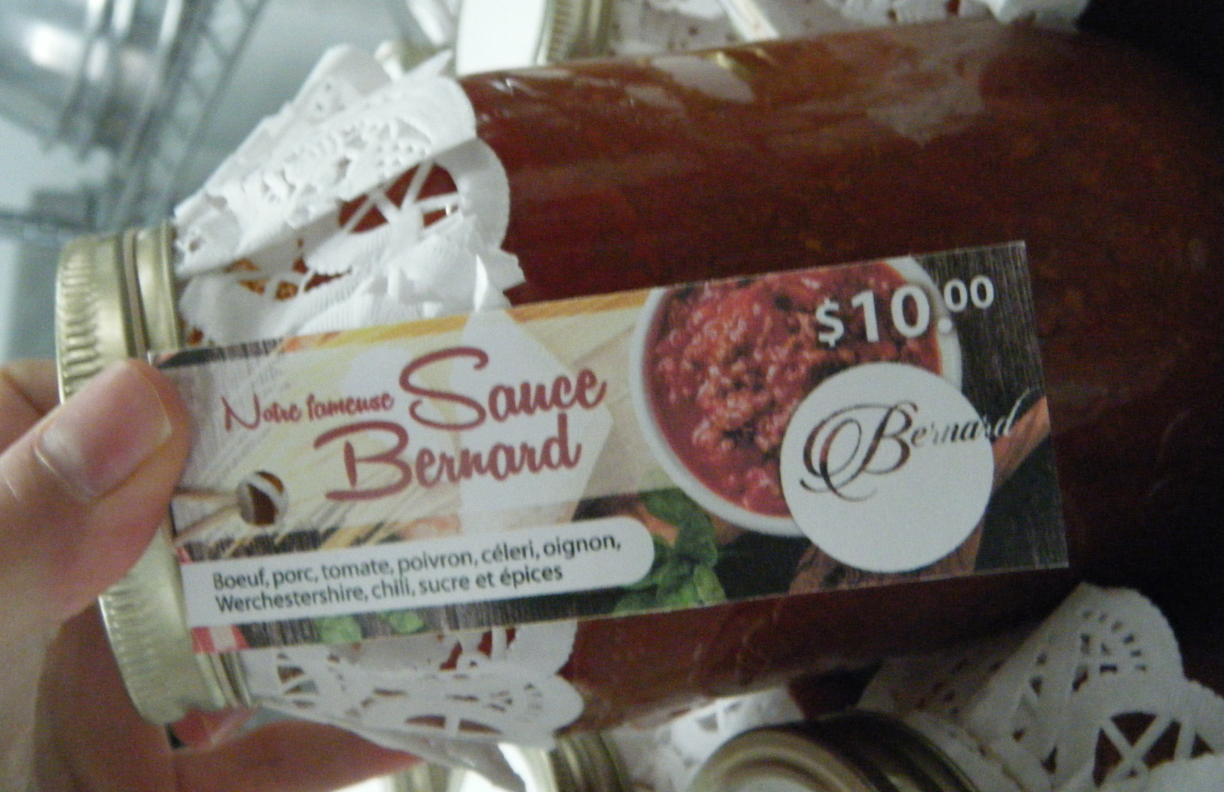 Notre fameuse Sauce
Bernard
$10.00
Bernard
Boeuf, porc, tomate, poivron, céleri, oignon,
Werchestershire, chili, sucre et épices